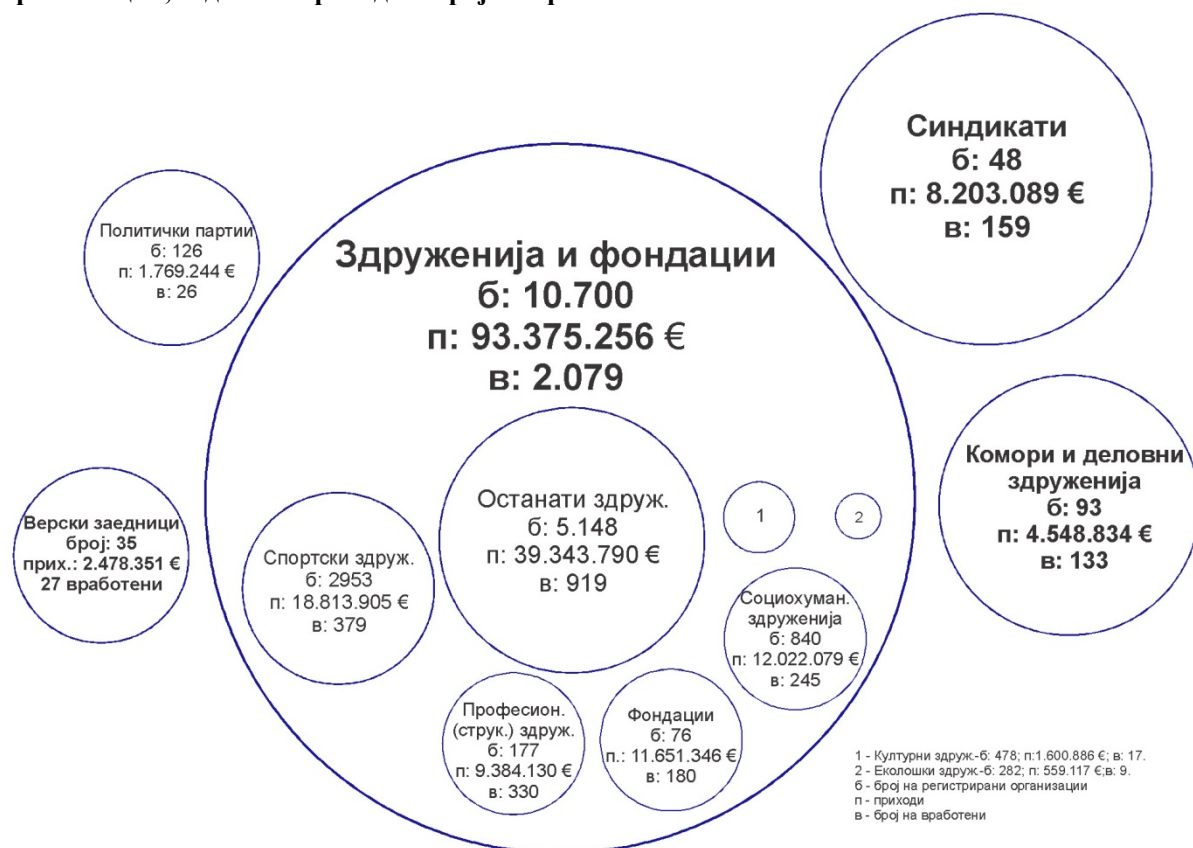 Синдикати
б: 48
п: 8.203.089 €
в: 159
Политички партии
б: 126
п: 1.769.244 €
в: 26
Здруженија и фондации
б: 10.700
п: 93.375.256 €
в: 2.079
Комори и деловни
здруженија
б: 93
п: 4.548.834 €
в: 133
Верски заедници
број: 35
прих.: 2.478.351 €
27 вработени
Спортски здруж.
б: 2953
п: 18.813.905 €
в: 379
Останати здруж.
б: 5.148
п: 39.343.790 €
в: 919
1
2
Социохуман.
здруженија
б: 840
п: 12.022.079 €
в: 245
Професион.
(струк.) здруж.
б: 177
п: 9.384.130 €
в: 330
Фондации
б: 76
п.: 11.651.346 €
в: 180
1 - Културни здруж.-б: 478; п:1.600.886 €; в: 17.
2 - Еколошки здруж.-б: 282; п: 559.117 €;в: 9.
б - број на регистрирани организации
п - приходи
в - број на вработени